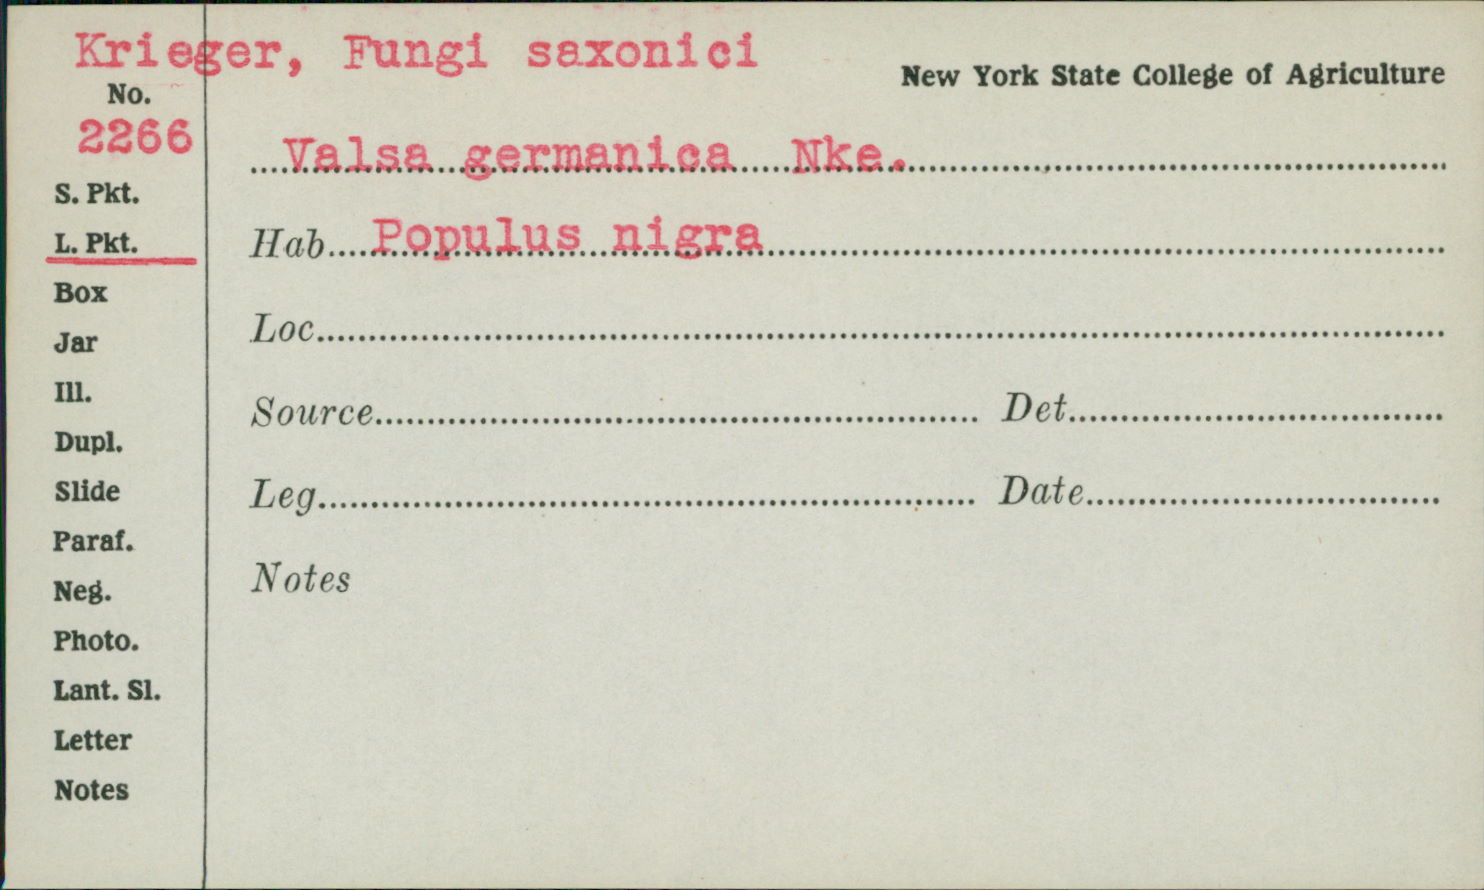 Krieger, Fungi saxonici
New York State College of Agriculture
No.
2266
Valsa germanica Nke.
S. Pkt.
L. Pkt.
Hab. Populus nigra
Box
Loc.
Jar
Ill.
Source. Det.
Dupl.
Slide
Leg. Date.
Paraf.
Neg.
Notes
Photo.
Lant. Sl.
Letter
Notes